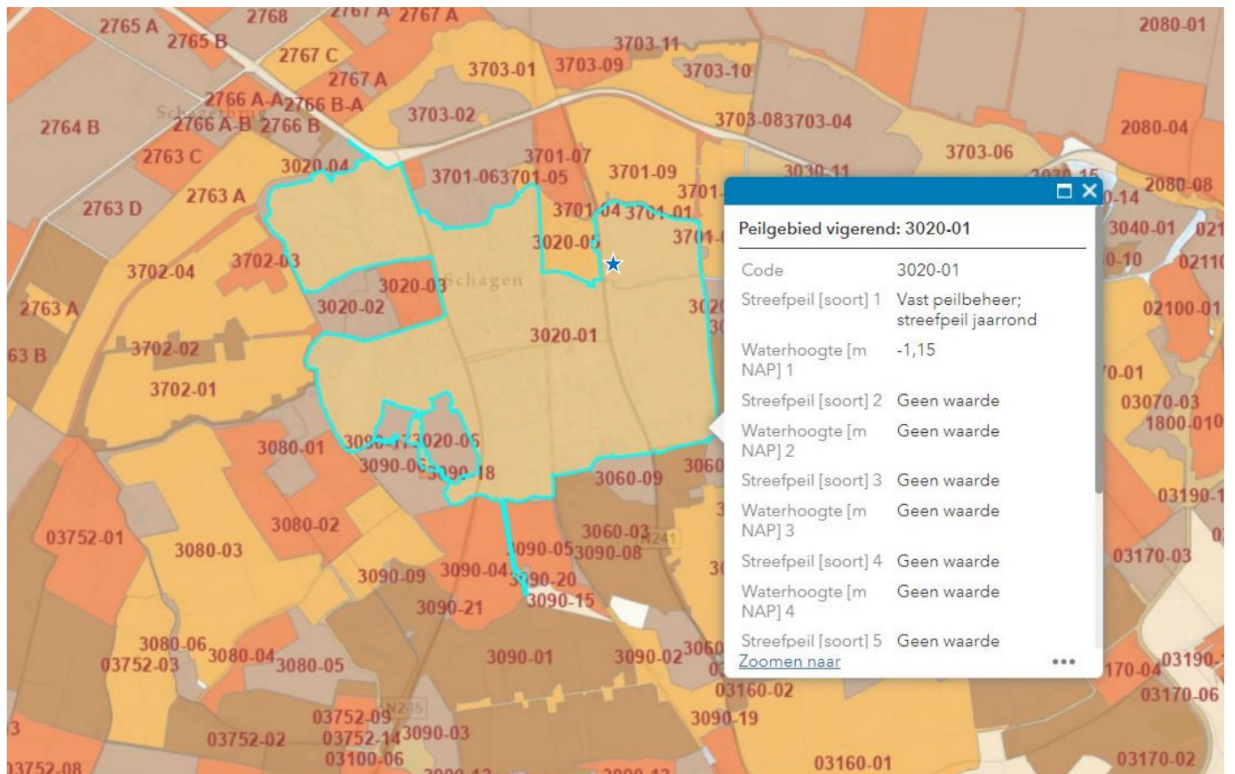 2765 A
2765 B
2768
2767 A
2767 A
2767 C
2767 A
2766 A-A
2766 B-A
2766 A-B
2766 B
2764 B
2763 C
3020-04
2763 A
2763 D
3703-11
3703-01
3703-09
3703-10
3703-02
3703-08
3703-04
2080-01
2080-04
3703-06
3030-11
2080-08
3701-07
3701-06
3701-05
3701-09
3701-04
3701-01
3020-05
3040-01
3702-04
3702-03
3020-03
Schagen
3020-02
3020-01
2763 A
02100-01
3702-02
3702-01
03070-03
3080-01
3020-06
3090-06
3090-18
3060-09
3080-02
03752-01
3080-03
3060-03
N241
3090-05
3090-08
03170-03
3090-09
3090-04
3090-20
3090-21
3090-15
3080-06
03752-03
3080-04
3080-05
3090-01
3090-02
03160-02
3090-19
03170-06
N245
03752-09
03752-02
03752-14
3090-03
03100-06
03160-01
03170-02
03752-08
Peilgebied vigerend: 3020-01
Code 3020-01
Streefpeil [soort] 1 Vast peilbeheer;
streefpeil jaarrond
Waterhoogte [m -1,15
NAP] 1
Streefpeil [soort] 2 Geen waarde
Waterhoogte [m Geen waarde
NAP] 2
Streefpeil [soort] 3 Geen waarde
Waterhoogte [m Geen waarde
NAP] 3
Streefpeil [soort] 4 Geen waarde
Waterhoogte [m Geen waarde
NAP] 4
Streefpeil [soort] 5 Geen waarde
Zoomen naar